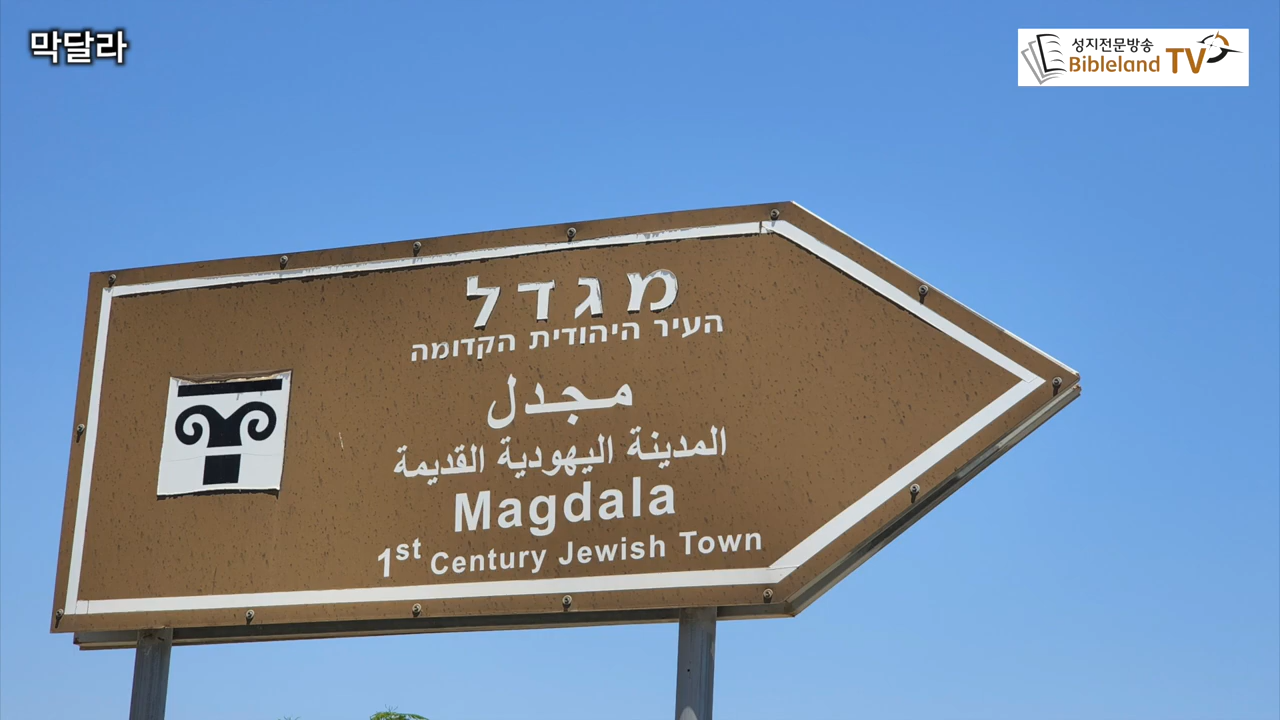 막달라
성지전문방송
Bibleland TV
מגדל
העיר היהודית הקדומה
مجدل
المدينة اليهودية القديمة
Magdala
1st Century Jewish Town